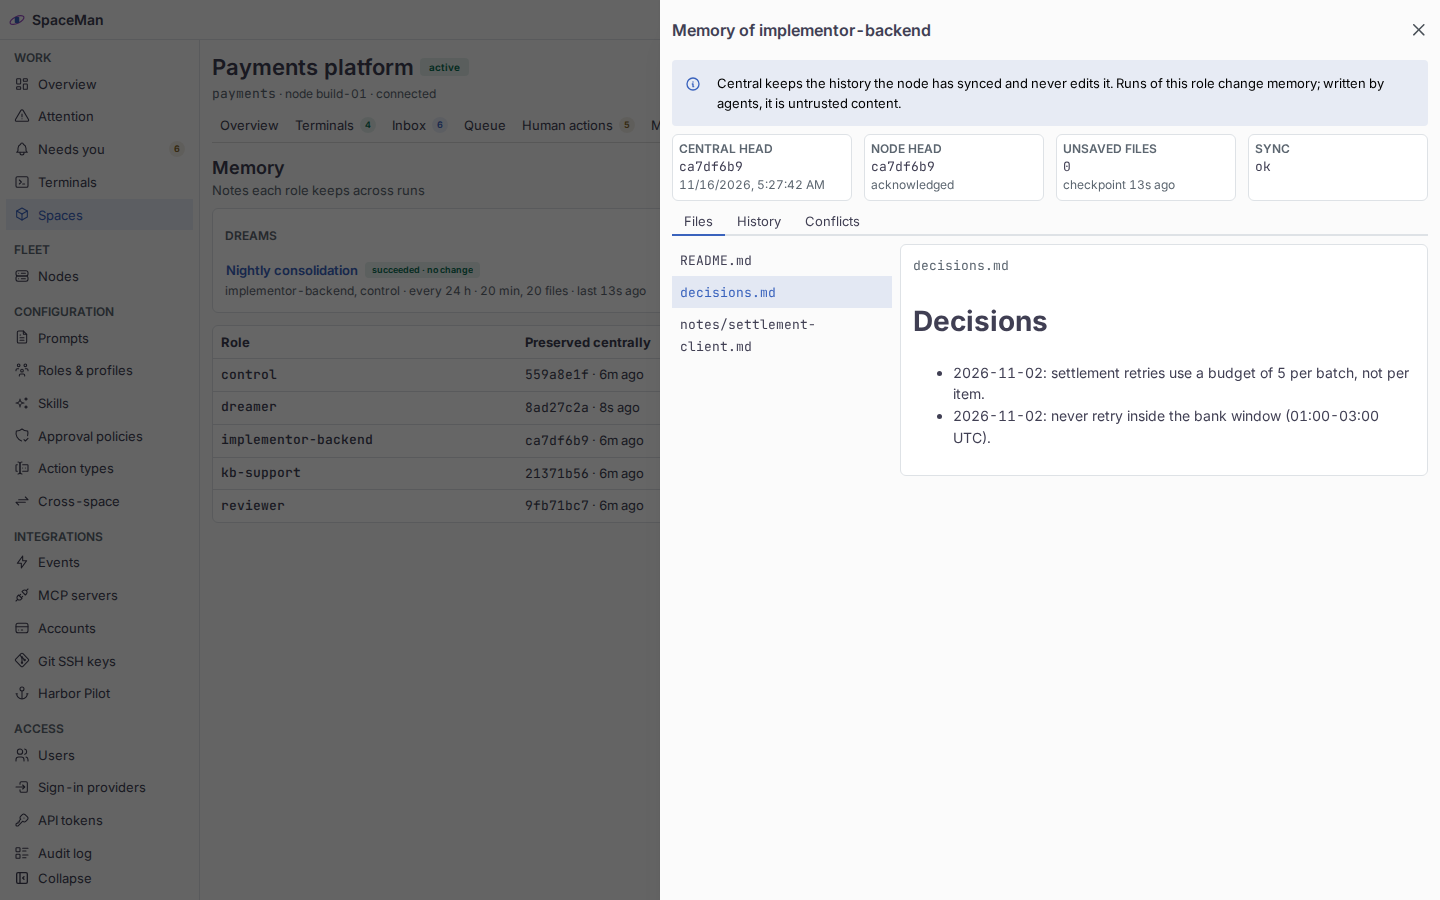 SpaceMan
WORK
Overview
Attention
Needs you 6
Terminals
Spaces
FLEET
Nodes
CONFIGURATION
Prompts
Roles & profiles
Skills
Approval policies
Action types
Cross-space
INTEGRATIONS
Events
MCP servers
Accounts
Git SSH keys
Harbor Pilot
ACCESS
Users
Sign-in providers
API tokens
Audit log
Collapse
Payments platform active
payments · node build-01 · connected
Overview Terminals 4 Inbox 6 Queue Human actions 5 M
Memory
Notes each role keeps across runs
DREAMS
Nightly consolidation succeeded · no change
implementor-backend, control · every 24 h · 20 min, 20 files · last 13s ago
Role Preserved centrally
control 559a8e1f · 6m ago
dreamer 8ad27c2a · 8s ago
implementor-backend ca7df6b9 · 6m ago
kb-support 21371b56 · 6m ago
reviewer 9fb71bc7 · 6m ago
Memory of implementor-backend
Central keeps the history the node has synced and never edits it. Runs of this role change memory; written by
agents, it is untrusted content.
CENTRAL HEAD
ca7df6b9
11/16/2026, 5:27:42 AM
NODE HEAD
ca7df6b9
acknowledged
UNSAVED FILES
0
checkpoint 13s ago
SYNC
ok
Files History Conflicts
README.md
decisions.md
notes/settlement-
client.md
decisions.md
Decisions
• 2026-11-02: settlement retries use a budget of 5 per batch, not per
item.
• 2026-11-02: never retry inside the bank window (01:00-03:00
UTC).